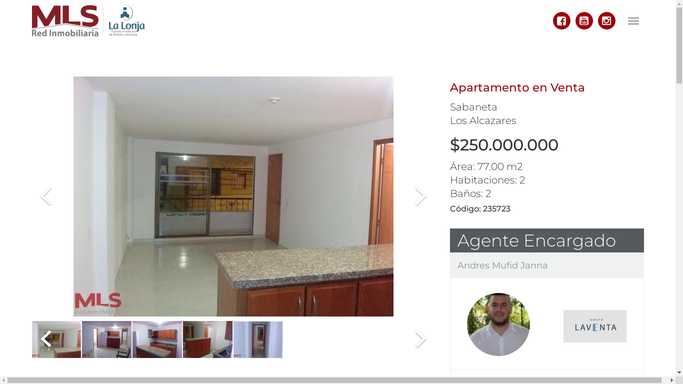 MLS
Red Inmobiliaria
La Lonja
Apartamento en Venta
Sabaneta
Los Alcazares
$250.000.000
Área: 77.00 m2
Habitaciones: 2
Baños: 2
Código: 235723
Agente Encargado
Andres Mufid Janna
LAVENTA
MLS